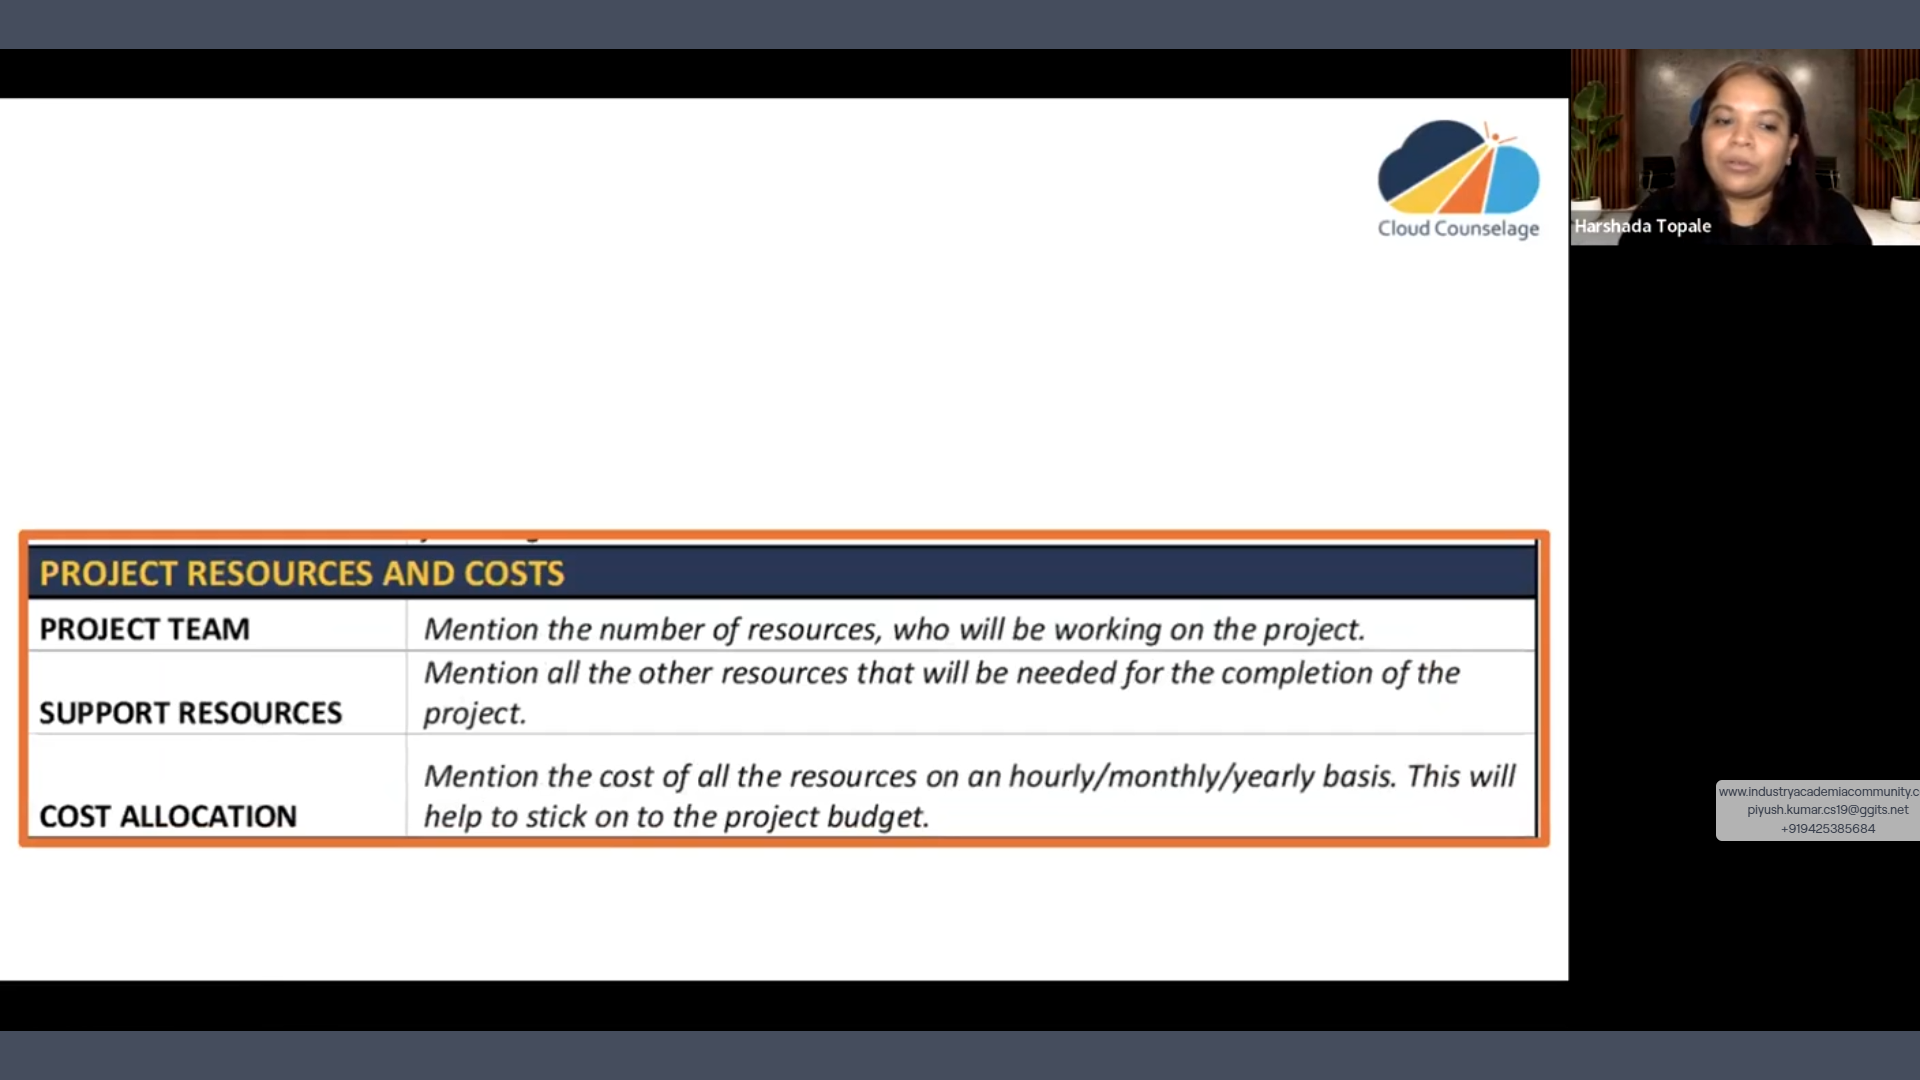 Cloud Counselage
Harshada Topale
PROJECT RESOURCES AND COSTS
PROJECT TEAM
Mention the number of resources, who will be working on the project.
SUPPORT RESOURCES
Mention all the other resources that will be needed for the completion of the
project.
COST ALLOCATION
Mention the cost of all the resources on an hourly/monthly/yearly basis. This will
help to stick on to the project budget.
www.industryacademiacommunity.c
piyush.kumar.cs19@ggits.net
+919425385684